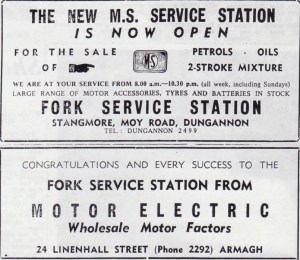 THE NEW M.S. SERVICE STATION
IS NOW OPEN
FOR THE SALE PETROLS - OILS
OF MS 2-STROKE MIXTURE
WE ARE AT YOUR SERVICE FROM 8.00 a.m.—10.30 p.m. (all week, including Sundays)
LARGE RANGE OF MOTOR ACCESSORIES, TYRES AND BATTERIES IN STOCK
FORK SERVICE STATION
STANGMORE, MOY ROAD, DUNGANNON
TEL.: DUNGANNON 2499
CONGRATULATIONS AND EVERY SUCCESS TO THE
FORK SERVICE STATION FROM
MOTOR ELECTRIC
Wholesale Motor Factors
24 LINENHALL STREET (Phone 2292) ARMAGH